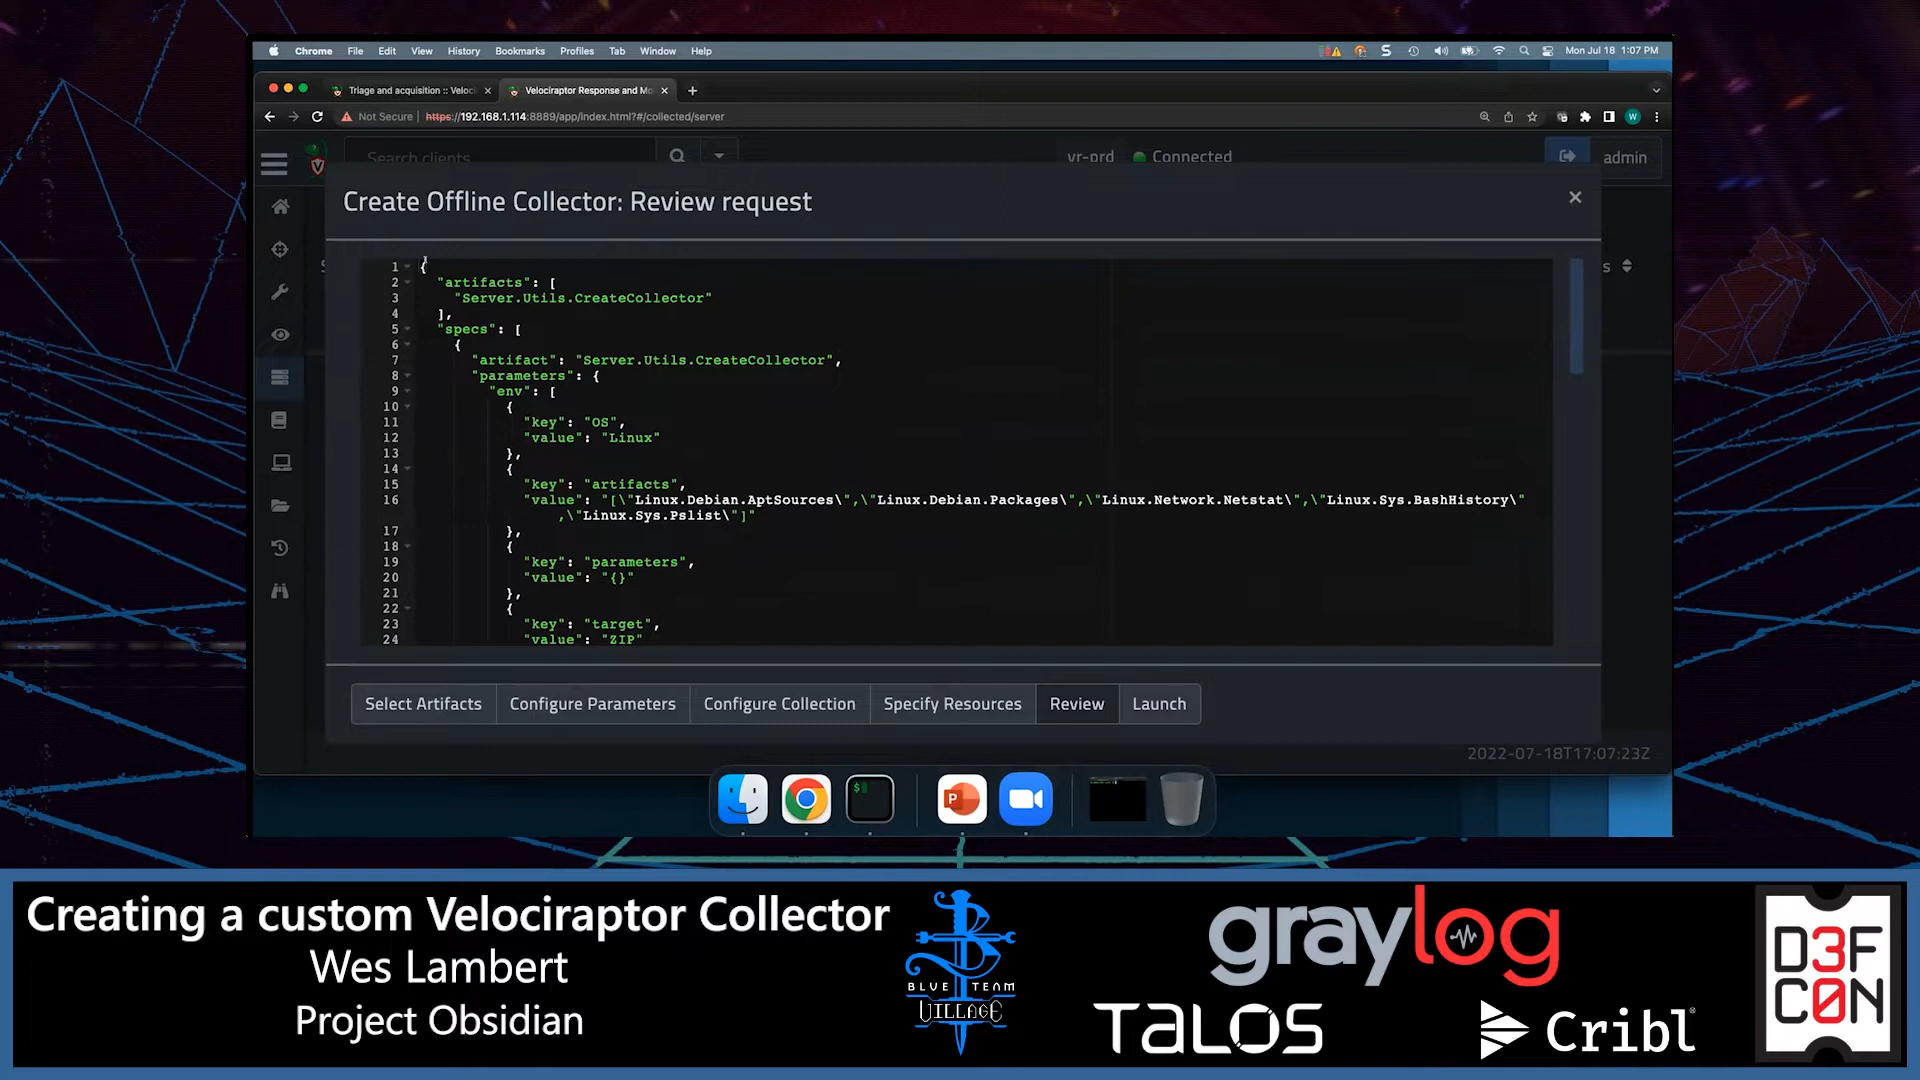 Chrome File Edit View History Bookmarks Profiles Tab Window Help
Mon Jul 18 1:07 PM
Triage and acquisition :: Veloci
Velociraptor Response and Mo
Not Secure | https://192.168.1.114:8889/app/index.html?#/collected/server
Search clients
vr-prd Connected
admin
Create Offline Collector: Review request
1 {
2 "artifacts": [
3 "Server.Utils.CreateCollector"
4 ],
5 "specs": [
6 {
7 "artifact": "Server.Utils.CreateCollector",
8 "parameters": {
9 "env": [
10 {
11 "key": "OS",
12 "value": "Linux"
13 },
14 {
15 "key": "artifacts",
16 "value": "[\"Linux.Debian.AptSources\",\"Linux.Debian.Packages\",\"Linux.Network.Netstat\",\"Linux.Sys.BashHistory\"
,\"Linux.Sys.Pslist\"]"
17 },
18 {
19 "key": "parameters",
20 "value": "{}"
21 },
22 {
23 "key": "target",
24 "value": "ZIP"
Select Artifacts Configure Parameters Configure Collection Specify Resources Review Launch
2022-07-18T17:07:23Z
Creating a custom Velociraptor Collector
Wes Lambert
Project Obsidian
BLUE TEAM
VILLAGE
graylog
TALOS
Cribl
D3F
C0N